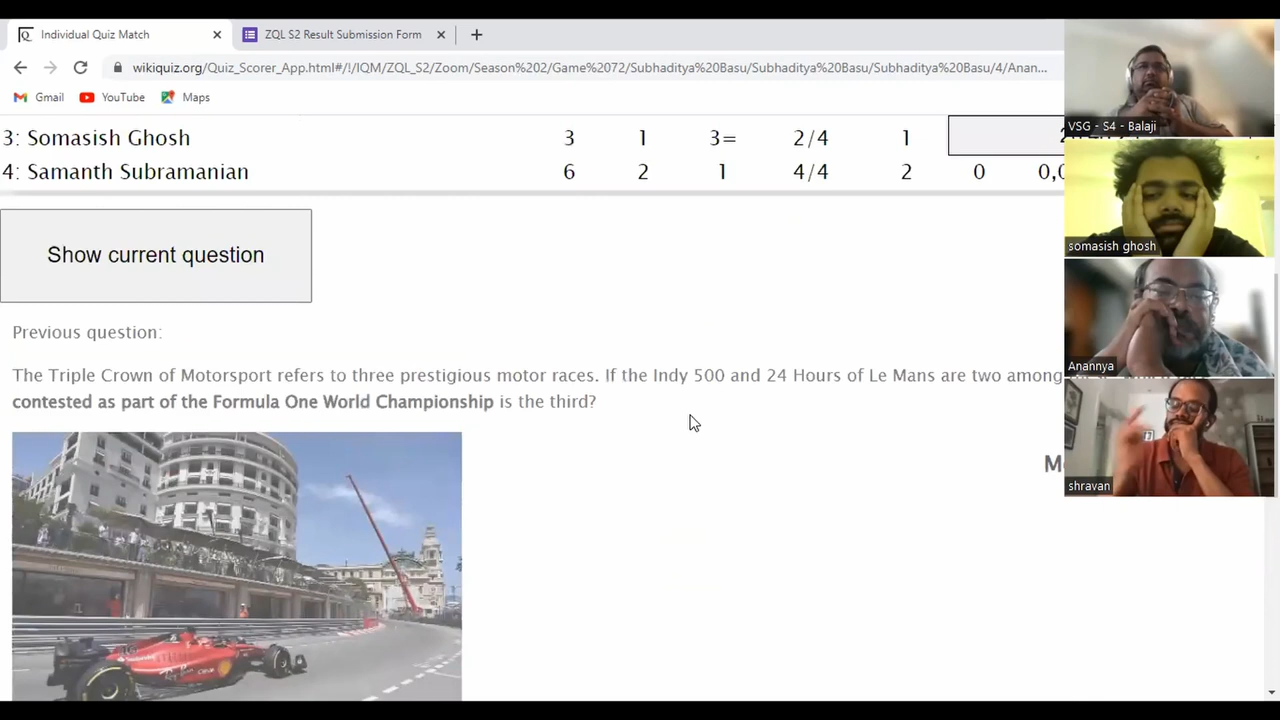 Individual Quiz Match
ZQL S2 Result Submission Form
wikiquiz.org/Quiz_Scorer_App.html#/I/IQM/ZQL_S2/Zoom/Season%202/Game%2072/Subhaditya%20Basu/Subhaditya%20Basu/Subhaditya%20Basu/4/Anan...
Gmail YouTube Maps
3: Somasish Ghosh 3 1 3= 2/4 1
4: Samanth Subramanian 6 2 1 4/4 2 0 0,0
Show current question
Previous question:
The Triple Crown of Motorsport refers to three prestigious motor races. If the Indy 500 and 24 Hours of Le Mans are two among
contested as part of the Formula One World Championship is the third?
VSG - S4 - Balaji
somasish ghosh
Anannya
shravan